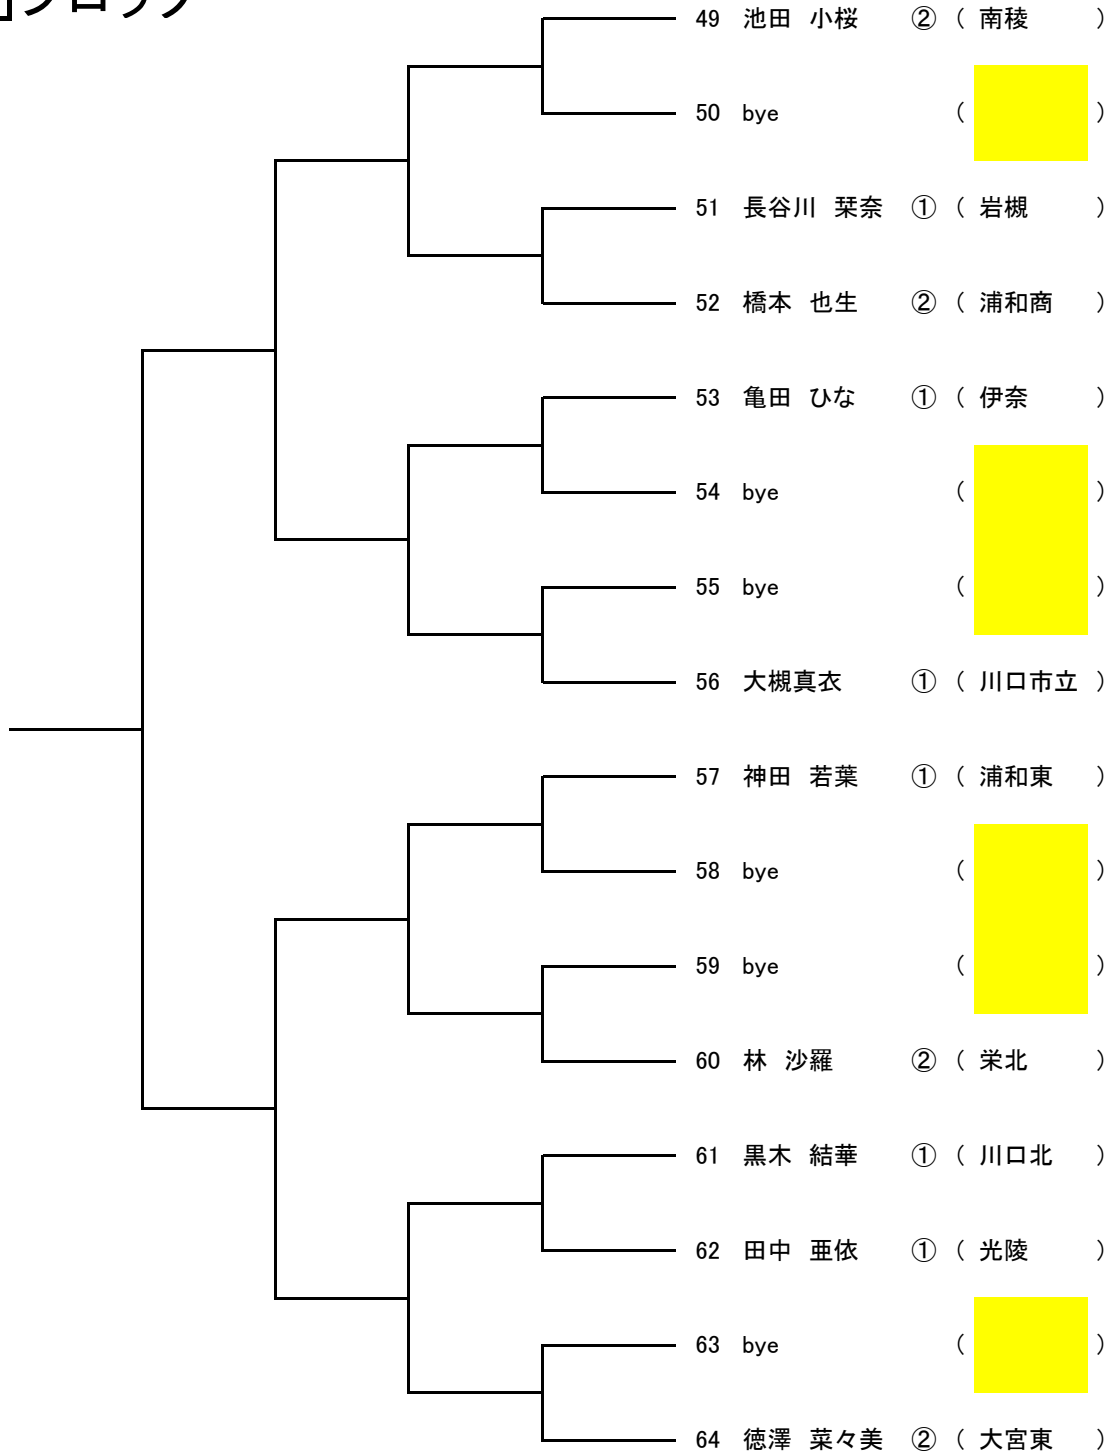 ブロック
49 池田 小桜 ② ( 南稜 )
50 bye ( )
51 長谷川 栞奈 ① ( 岩槻 )
52 橋本 也生 ② ( 浦和商 )
53 亀田 ひな ① ( 伊奈 )
54 bye ( )
55 bye ( )
56 大槻真衣 ① ( 川口市立 )
57 神田 若葉 ① ( 浦和東 )
58 bye ( )
59 bye ( )
60 林 沙羅 ② ( 栄北 )
61 黒木 結華 ① ( 川口北 )
62 田中 亜依 ① ( 光陵 )
63 bye ( )
64 徳澤 菜々美 ② ( 大宮東 )